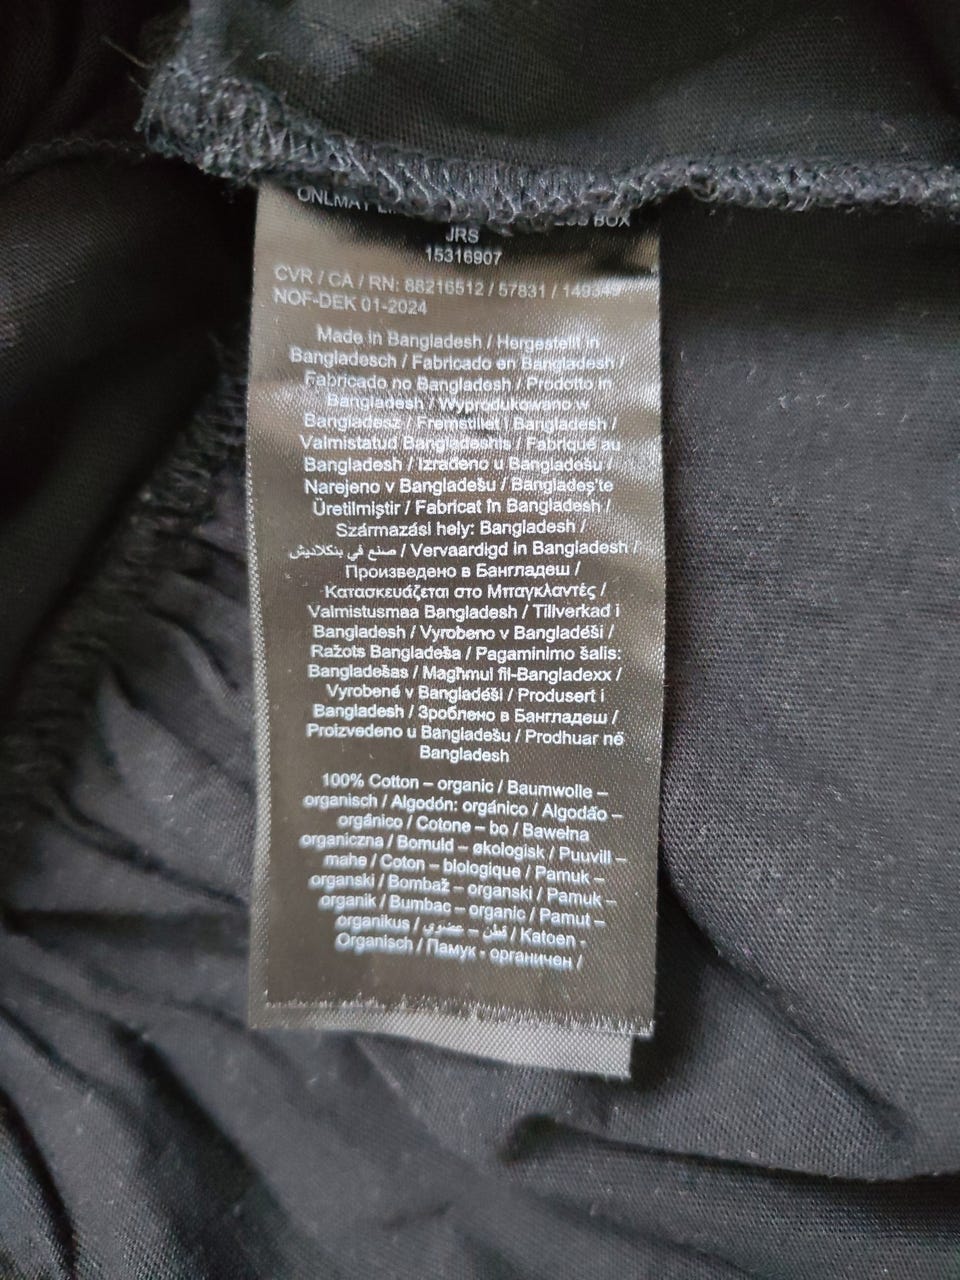 ONLMAY BOX
JRS
15316907
CVR / CA / RN: 88216512 / 57831 /
NOF-DEK 01-2024
Made in Bangladesh / Hergestellt in
Bangladesch / Fabricado en Bangladesh /
Fabricado no Bangladesh / Prodotto in
Bangladesh / Wyprodukowano w
Bangladesz / Fremstillet i Bangladesh /
Valmistatud Bangladeshis / Fabriqué au
Bangladesh / Izrađeno u Bangladešu /
Narejeno v Bangladešu / Bangladeş'te
Üretilmiştir / Fabricat în Bangladesh /
Származási hely: Bangladesh /
صنع في بنكلاديش / Vervaardigd in Bangladesh /
Произведено в Бангладеш /
Κατασκευάζεται στο Μπαγκλαντές /
Valmistusmaa Bangladesh / Tillverkad i
Bangladesh / Vyrobeno v Bangladéši /
Ražots Bangladeša / Pagaminimo šalis:
Bangladešas / Magħmul fil-Bangladexx /
Vyrobené v Bangladéši / Produsert i
Bangladesh / Зроблено в Бангладеш /
Proizvedeno u Bangladešu / Prodhuar në
Bangladesh
100% Cotton – organic / Baumwolle –
organisch / Algodón: orgánico / Algodão –
orgânico / Cotone – bo / Bawełna
organiczna / Bomuld – økologisk / Puuvill –
mahe / Coton – biologique / Pamuk –
organski / Bombaž – organski / Pamuk –
organik / Bumbac – organic / Pamut –
organikus / قطن – عضوي / Katoen -
Organisch / Памук - органичен /